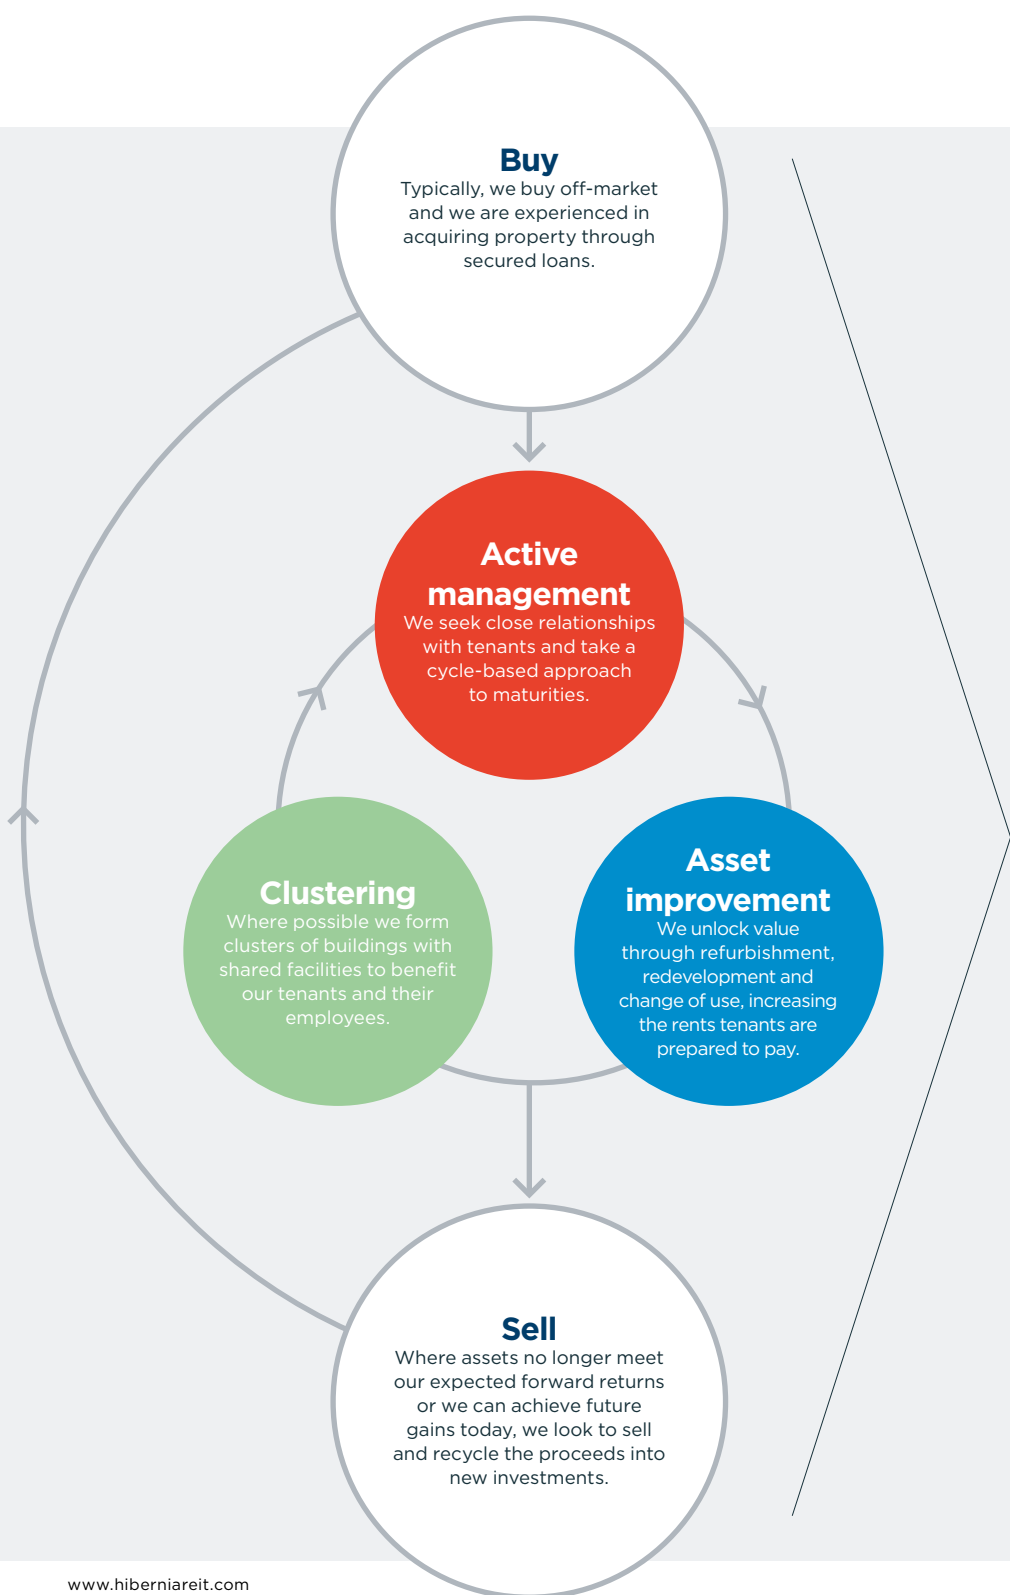 Buy
Typically, we buy off-market
and we are experienced in
acquiring property through
secured loans.
Active
management
We seek close relationships
with tenants and take a
cycle-based approach
to maturities.
Clustering
Where possible we form
clusters of buildings with
shared facilities to benefit
our tenants and their
employees.
Asset
improvement
We unlock value
through refurbishment,
redevelopment and
change of use, increasing
the rents tenants are
prepared to pay.
Sell
Where assets no longer meet
our expected forward returns
or we can achieve future
gains today, we look to sell
and recycle the proceeds into
new investments.
www.hiberniareit.com